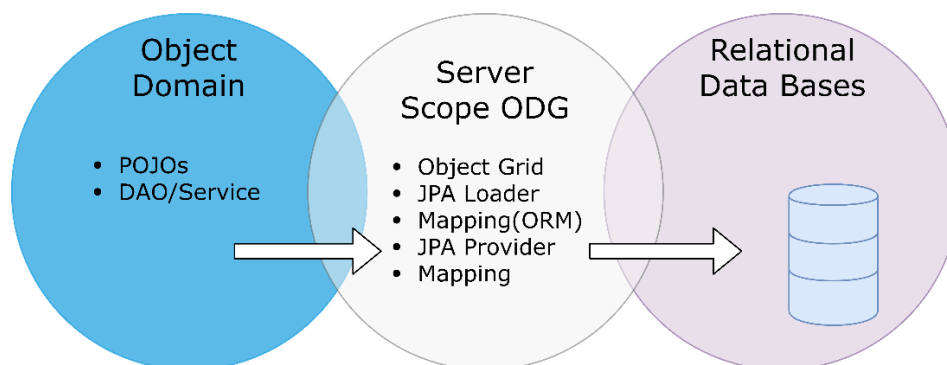 Object
Domain
• POJOs
• DAO/Service
Server
Scope ODG
• Object Grid
• JPA Loader
• Mapping(ORM)
• JPA Provider
• Mapping
Relational
Data Bases